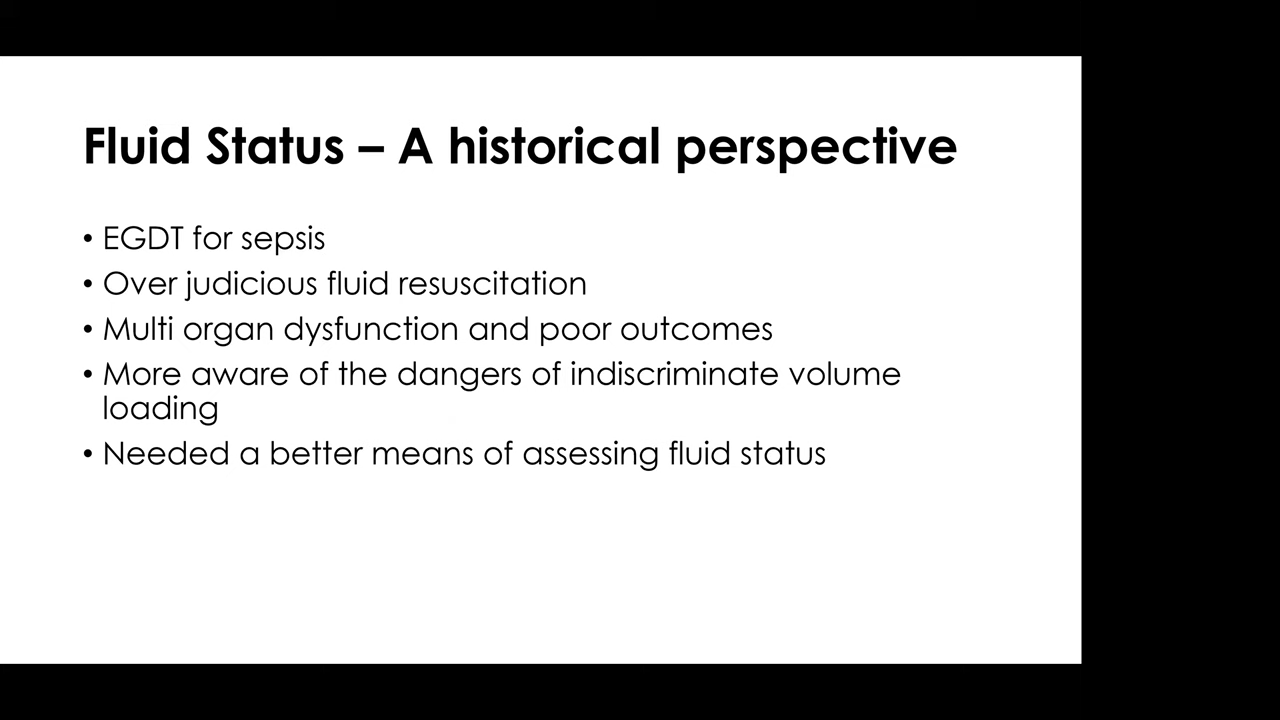 Fluid Status – A historical perspective
• EGDT for sepsis
• Over judicious fluid resuscitation
• Multi organ dysfunction and poor outcomes
• More aware of the dangers of indiscriminate volume
loading
• Needed a better means of assessing fluid status